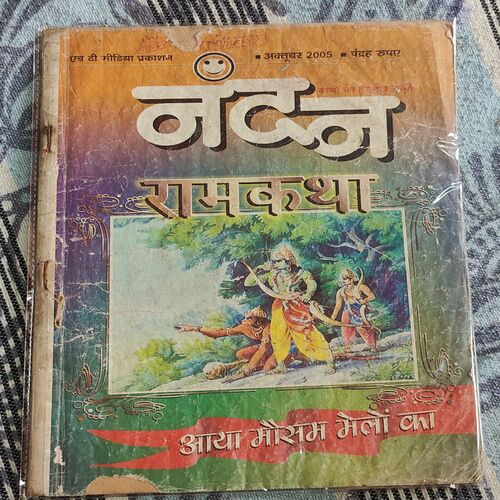 एच टी मीडिया प्रकाशन ▪ अक्तूबर 2005 ▪ पंद्रह रुपए
नंदन
रामकथा
आया मौसम मेलों का